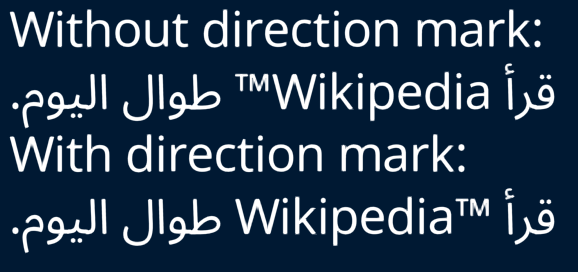 Without direction mark:
قرأ Wikipedia™ طوال اليوم.
With direction mark:
قرأ Wikipedia™‎ طوال اليوم.